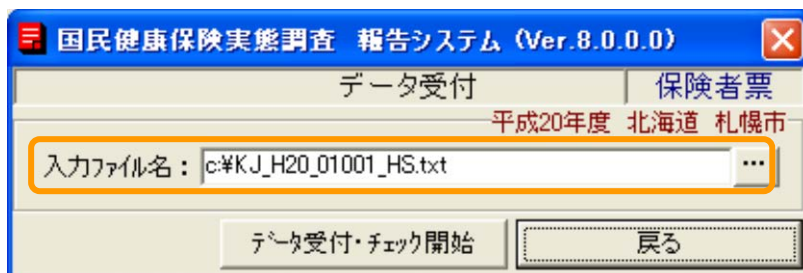 国民健康保険実態調査 報告システム (Ver.8.0.0.0)
データ受付 保険者票
平成20年度 北海道 札幌市
入力ファイル名： c:¥KJ_H20_01001_HS.txt ...
データ受付・チェック開始 戻る